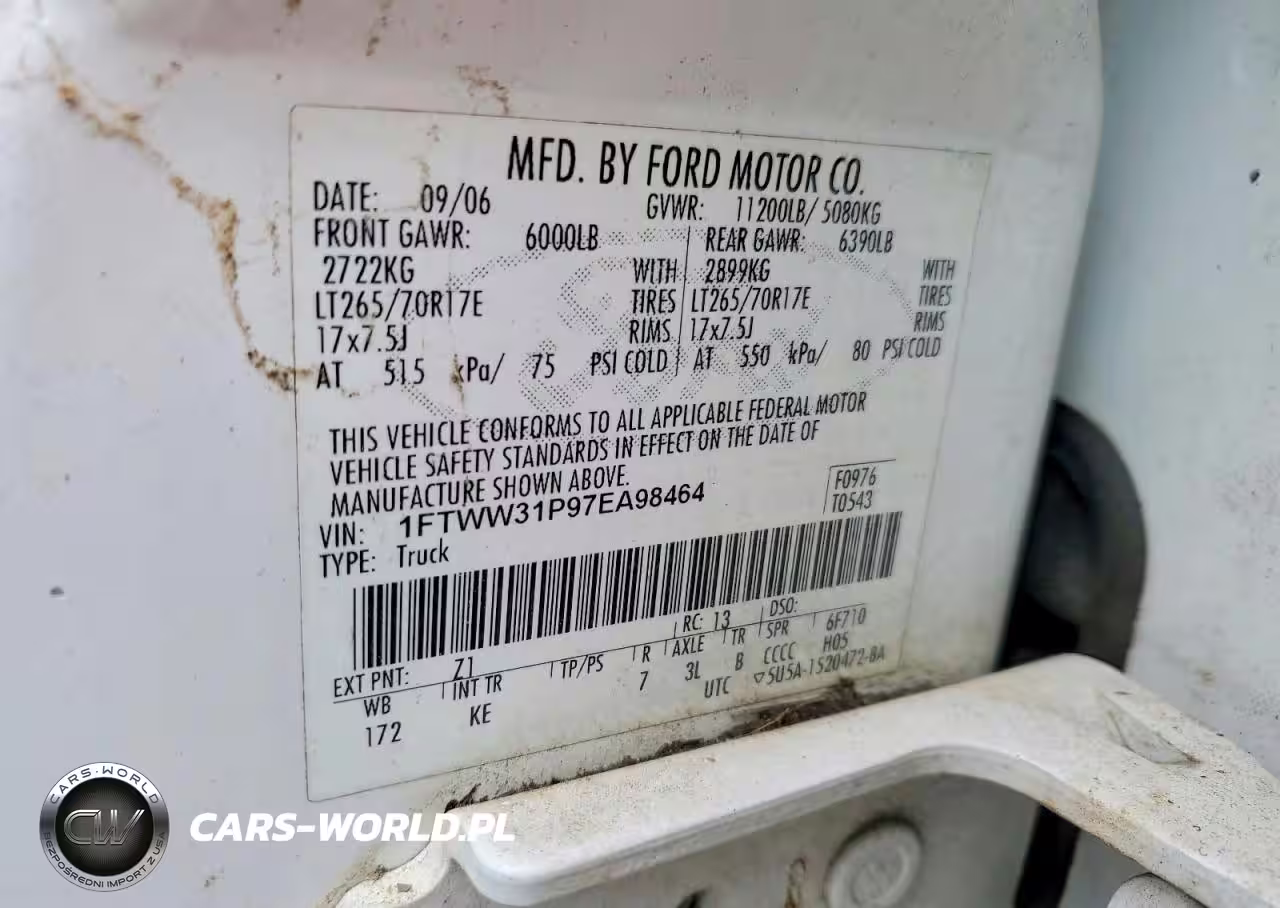 MFD. BY FORD MOTOR CO.
DATE: 09/06 GVWR: 11200LB/ 5080KG
FRONT GAWR: 6000LB REAR GAWR: 6390LB
2722KG WITH 2899KG WITH
LT265/70R17E TIRES LT265/70R17E TIRES
17x7.5J RIMS 17x7.5J RIMS
AT 515 kPa/ 75 PSI COLD AT 550 kPa/ 80 PSI COLD
THIS VEHICLE CONFORMS TO ALL APPLICABLE FEDERAL MOTOR
VEHICLE SAFETY STANDARDS IN EFFECT ON THE DATE OF
MANUFACTURE SHOWN ABOVE.
F0976
VIN: 1FTWW31P97EA98464
T0543
TYPE: Truck
RC: 13 DSO:
EXT PNT: Z1 6F710
WB INT TR TP/PS R AXLE TR SPR H05
172 KE 7 3L B CCCC
UTC ▽5U5A-1520472-BA
CARS-WORLD
CW
BEZPOŚREDNI IMPORT Z USA
CARS-WORLD.PL